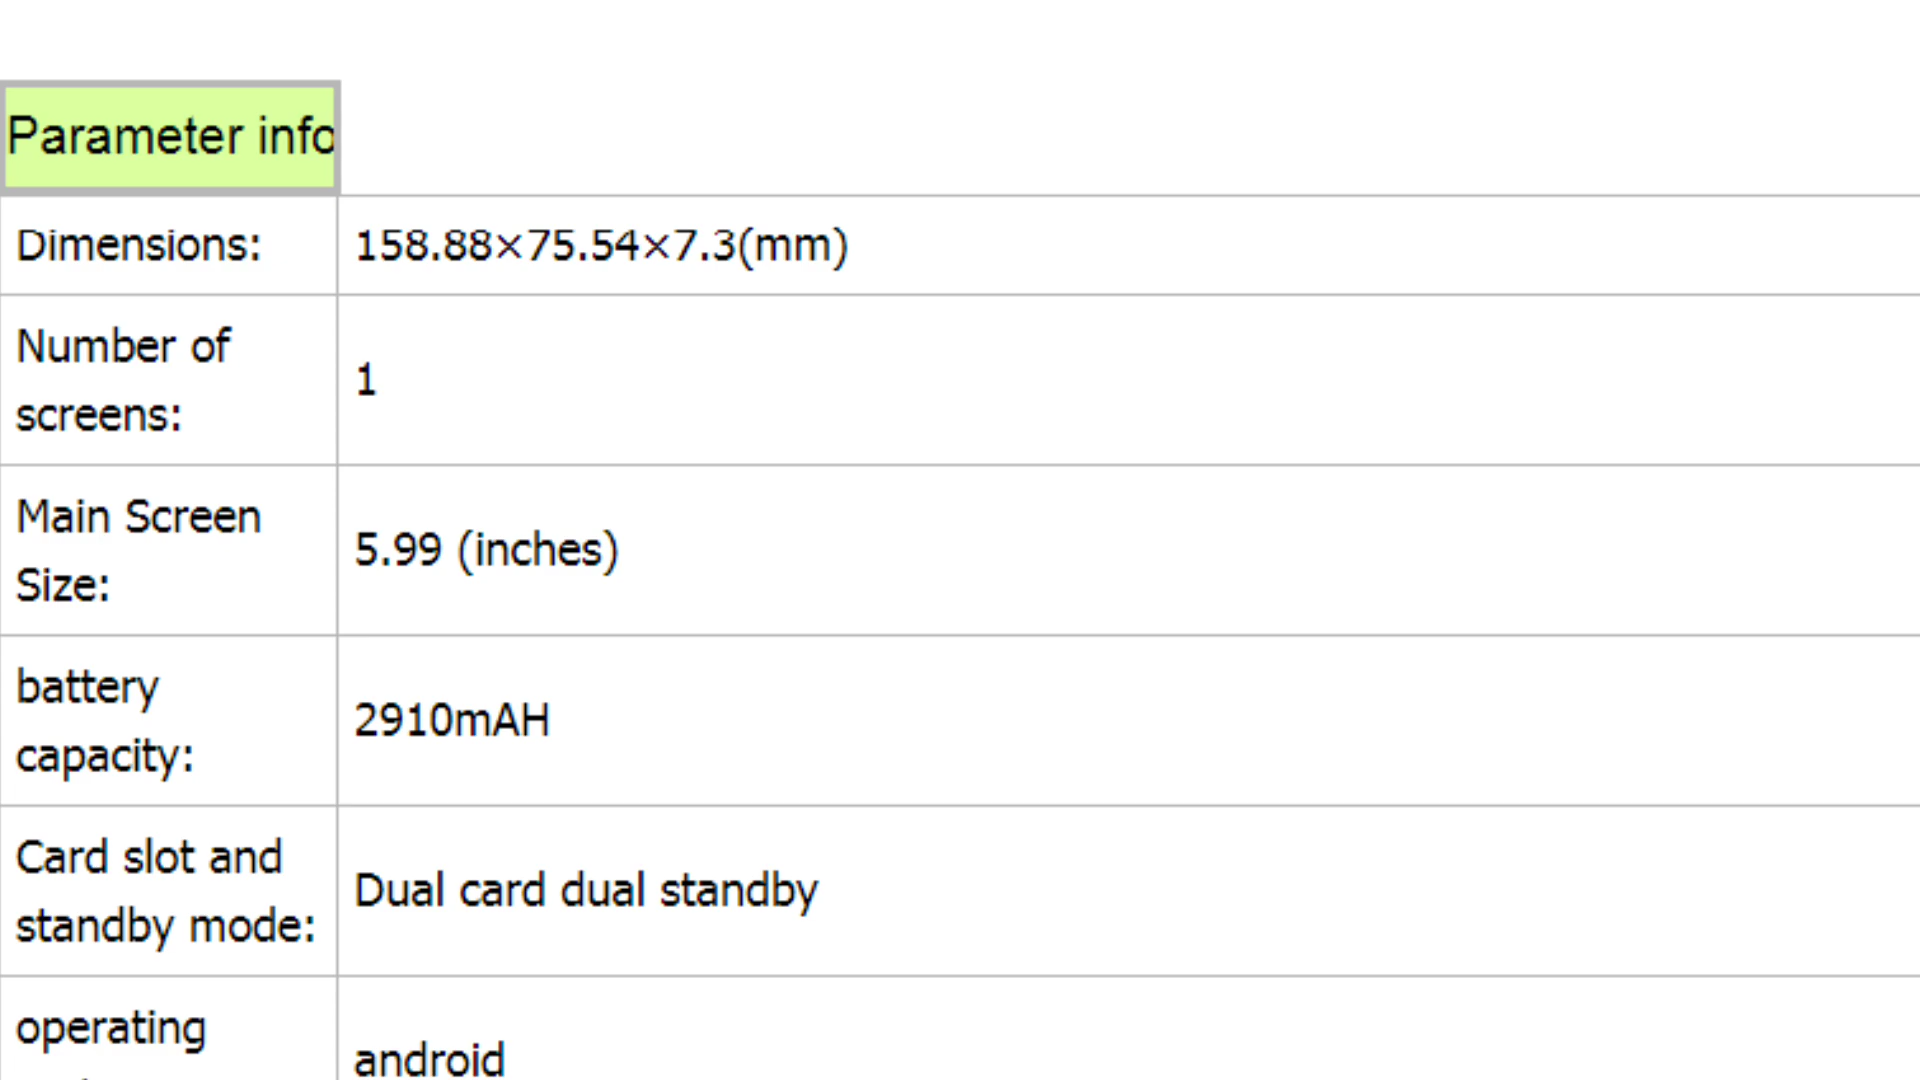 Parameter info
Dimensions:
158.88×75.54×7.3(mm)
Number of
screens:
1
Main Screen
Size:
5.99 (inches)
battery
capacity:
2910mAH
Card slot and
standby mode:
Dual card dual standby
operating
android